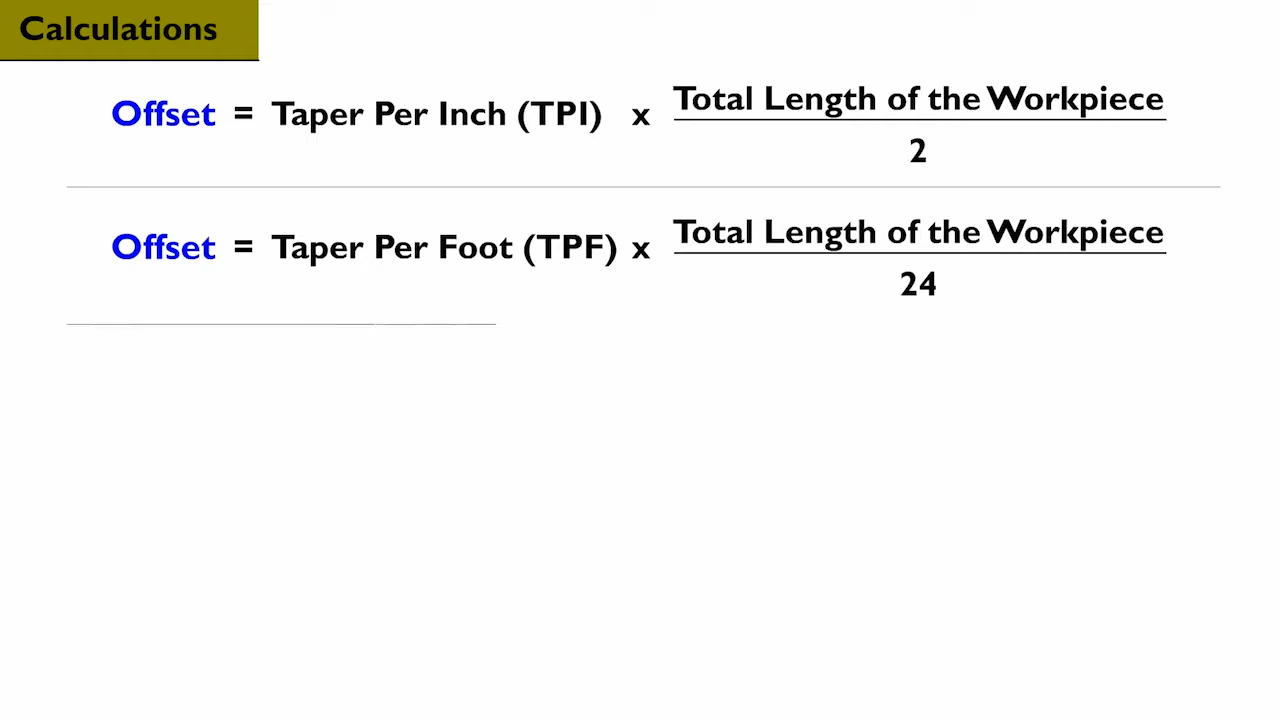 Calculations
Offset = Taper Per Inch (TPI) x Total Length of the Workpiece
2
Offset = Taper Per Foot (TPF) x Total Length of the Workpiece
24